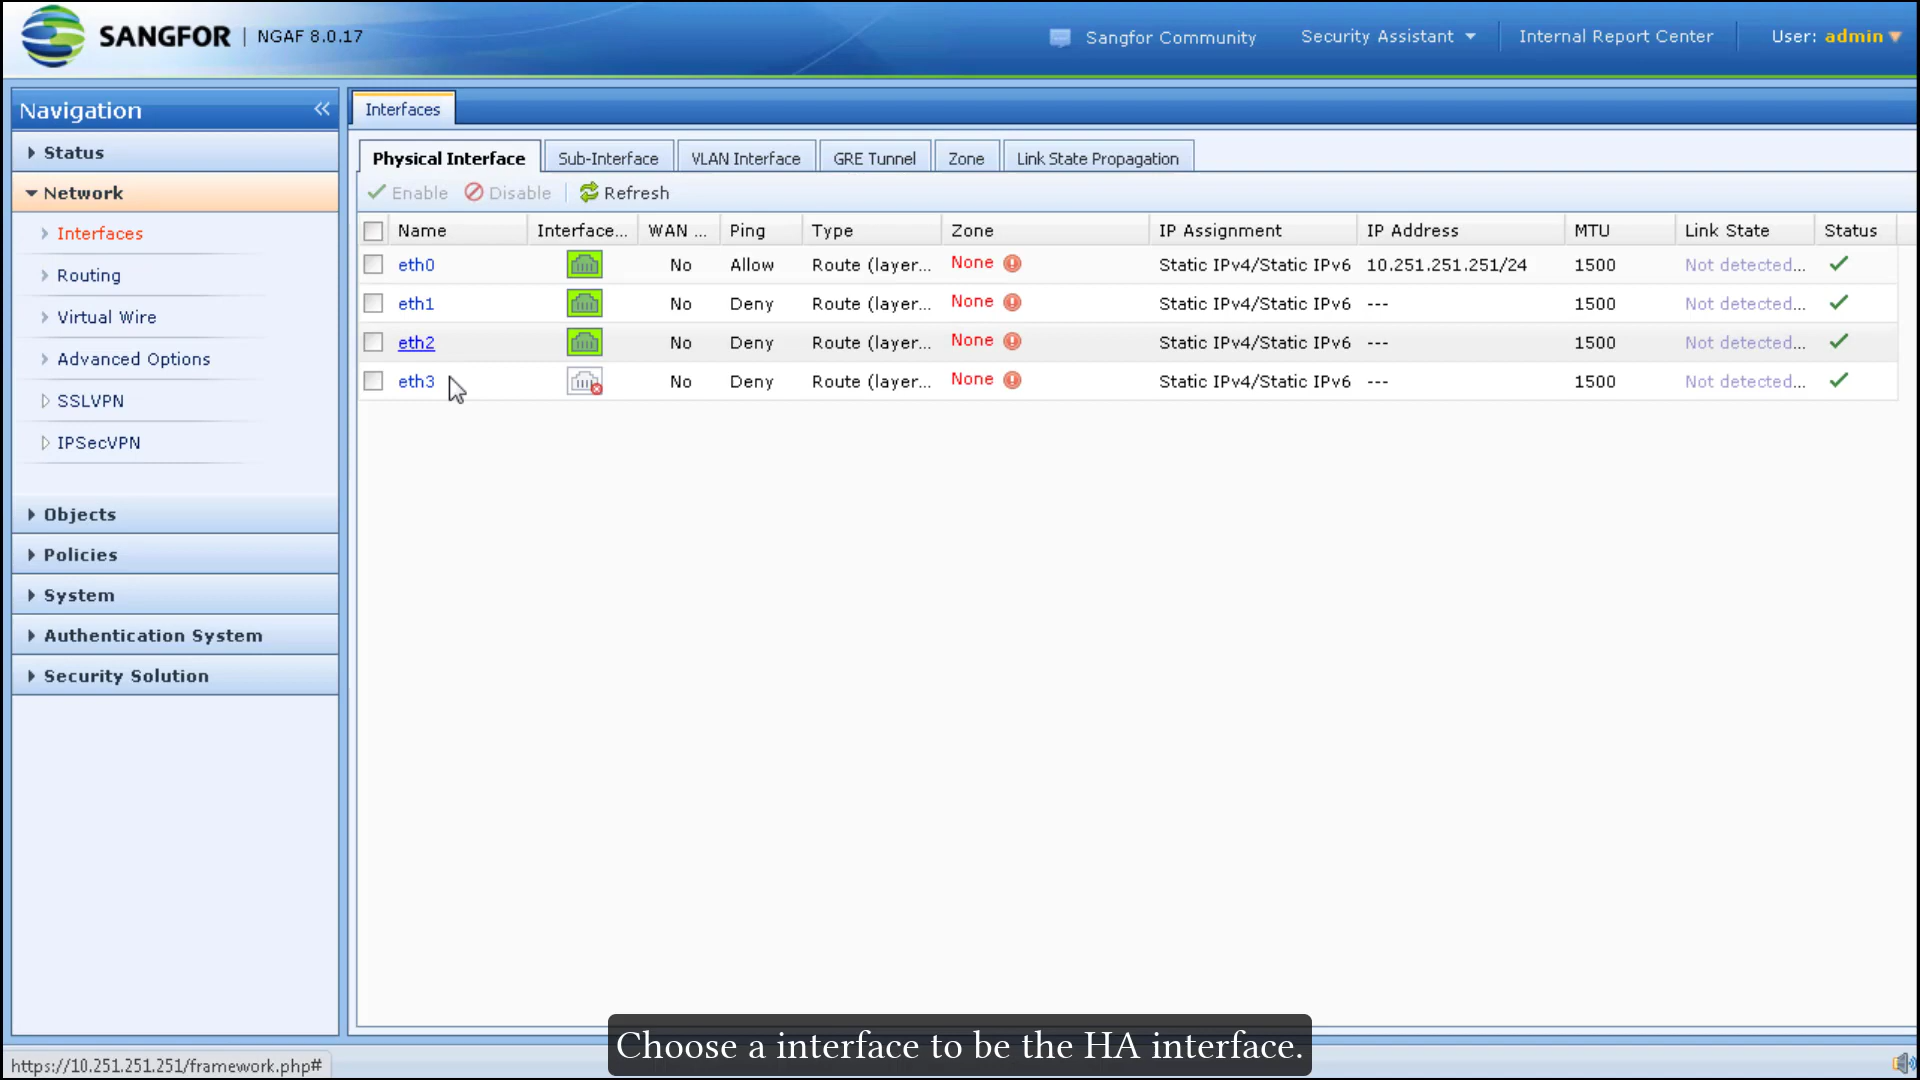 SANGFOR | NGAF 8.0.17
Sangfor Community
Security Assistant
Internal Report Center
User: admin
Navigation
Status
Network
Interfaces
Routing
Virtual Wire
Advanced Options
SSLVPN
IPSecVPN
Objects
Policies
System
Authentication System
Security Solution
Interfaces
Physical Interface Sub-Interface VLAN Interface GRE Tunnel Zone Link State Propagation
Enable Disable Refresh
Name Interface... WAN ... Ping Type Zone IP Assignment IP Address MTU Link State Status
eth0 No Allow Route (layer... None Static IPv4/Static IPv6 10.251.251.251/24 1500 Not detected...
eth1 No Deny Route (layer... None Static IPv4/Static IPv6 --- 1500 Not detected...
eth2 No Deny Route (layer... None Static IPv4/Static IPv6 --- 1500 Not detected...
eth3 No Deny Route (layer... None Static IPv4/Static IPv6 --- 1500 Not detected...
Choose a interface to be the HA interface.
https://10.251.251.251/framework.php#